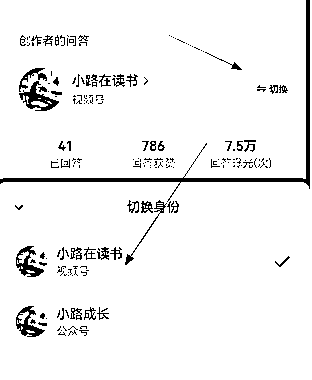 创作者的问答
小路在读书 >
视频号
切换
41 786 7.5万
已回答 回答获赞 回答曝光(次)
切换身份
小路在读书
视频号
小路成长
公众号